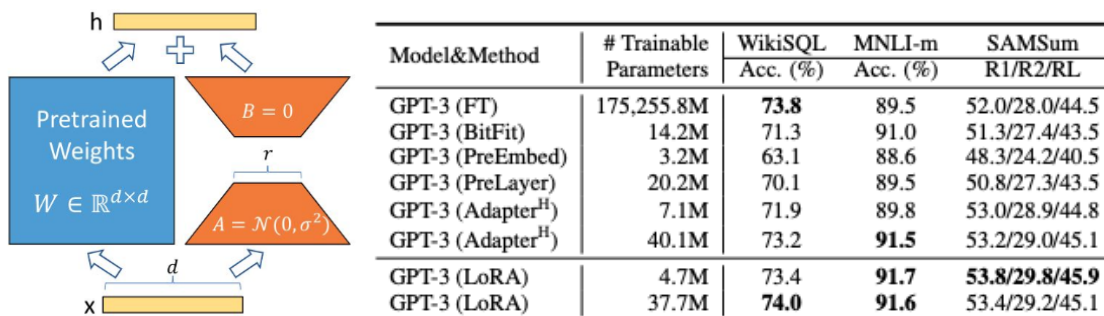 h
Pretrained
Weights
W ∈ ℝ^{d×d}
B = 0
r
A = 𝒩(0, σ²)
d
x
Model&Method | # Trainable Parameters | WikiSQL Acc. (%) | MNLI-m Acc. (%) | SAMSum R1/R2/RL
GPT-3 (FT) | 175,255.8M | 73.8 | 89.5 | 52.0/28.0/44.5
GPT-3 (BitFit) | 14.2M | 71.3 | 91.0 | 51.3/27.4/43.5
GPT-3 (PreEmbed) | 3.2M | 63.1 | 88.6 | 48.3/24.2/40.5
GPT-3 (PreLayer) | 20.2M | 70.1 | 89.5 | 50.8/27.3/43.5
GPT-3 (Adapter^H) | 7.1M | 71.9 | 89.8 | 53.0/28.9/44.8
GPT-3 (Adapter^H) | 40.1M | 73.2 | 91.5 | 53.2/29.0/45.1
GPT-3 (LoRA) | 4.7M | 73.4 | 91.7 | 53.8/29.8/45.9
GPT-3 (LoRA) | 37.7M | 74.0 | 91.6 | 53.4/29.2/45.1